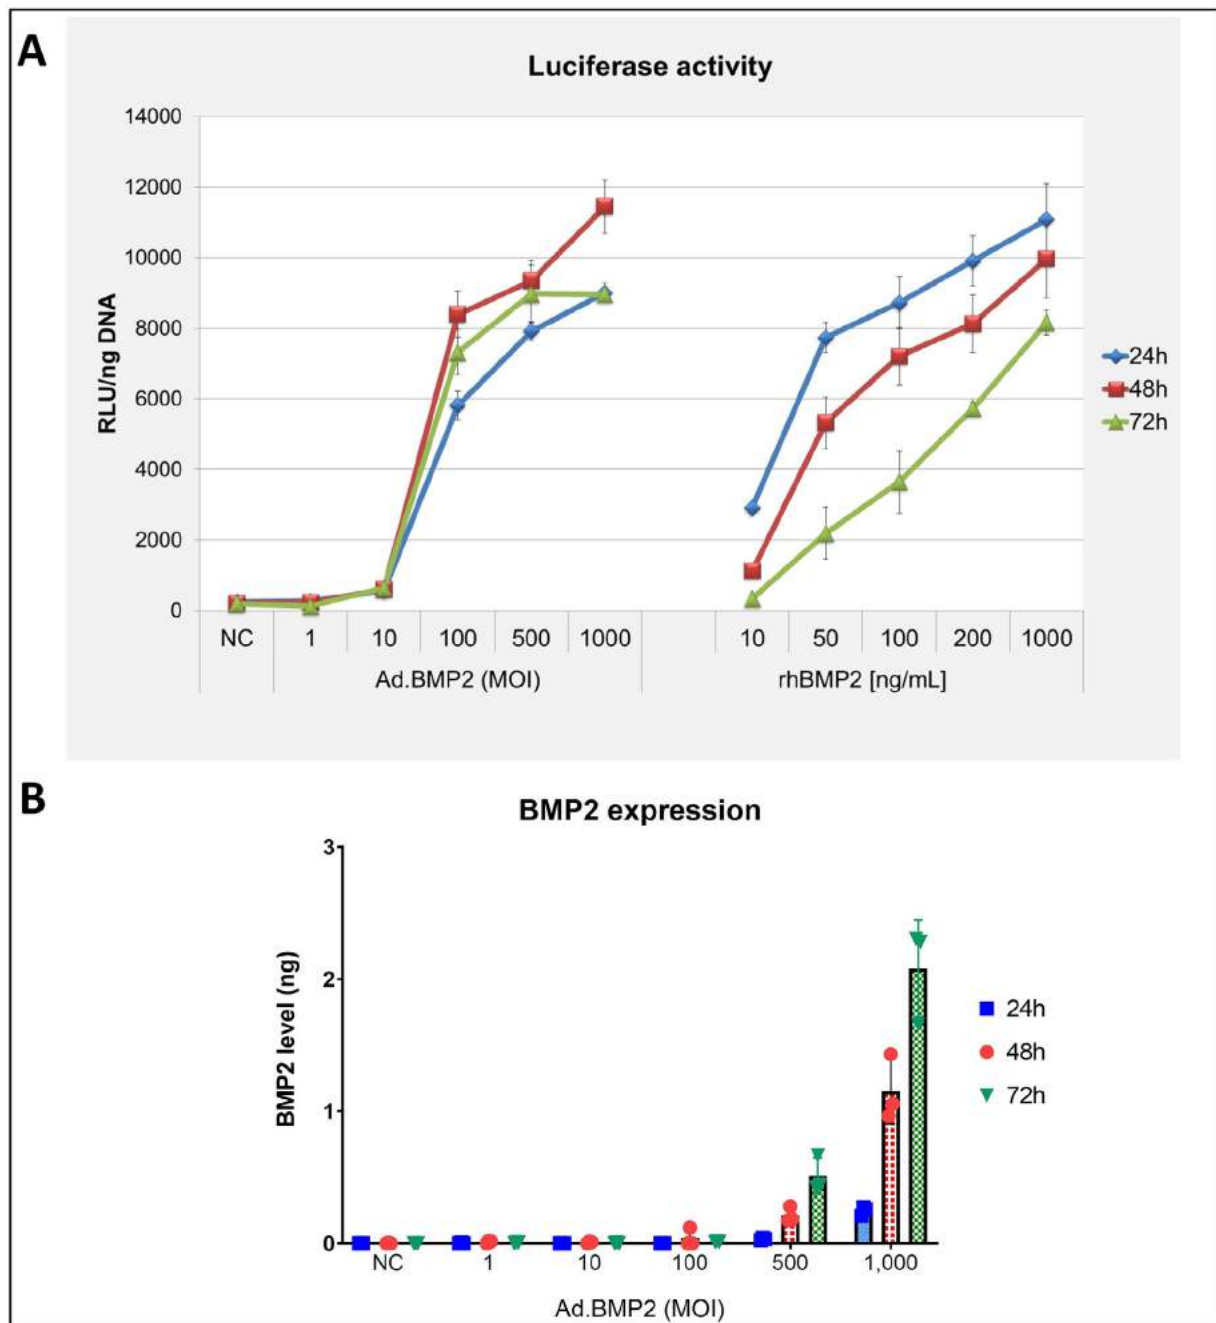 A
Luciferase activity
14000
12000
10000
8000
6000
4000
2000
0
RLU/ng DNA
24h
48h
72h
NC 1 10 100 500 1000 10 50 100 200 1000
Ad.BMP2 (MOI) rhBMP2 [ng/mL]
B
BMP2 expression
3
2
1
0
BMP2 level (ng)
24h
48h
72h
NC 1 10 100 500 1,000
Ad.BMP2 (MOI)